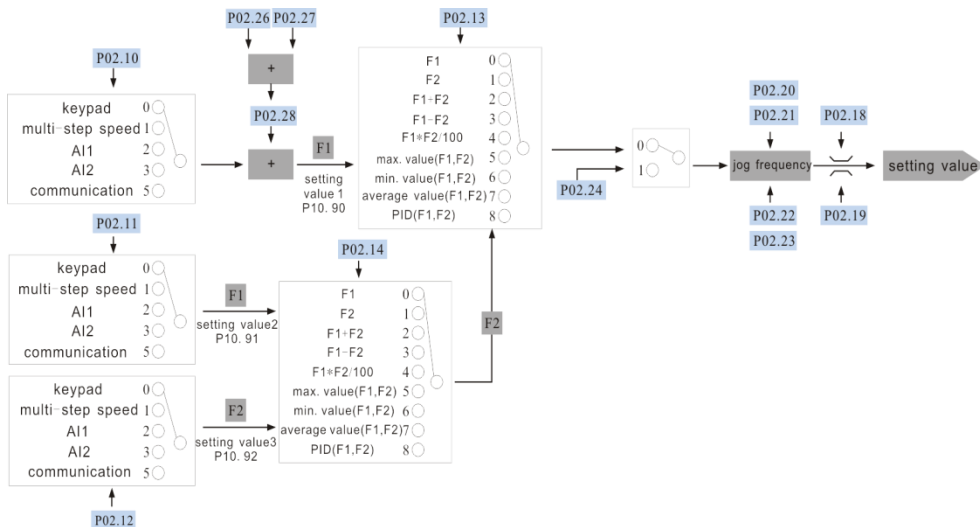 P02.26 P02.27
P02.13
P02.10
+
P02.28
+
keypad 0
multi-step speed 1
AI1 2
AI2 3
communication 5
F1
setting
value 1
P10. 90
F1 0
F2 1
F1+F2 2
F1-F2 3
F1*F2/100 4
max. value(F1,F2) 5
min. value(F1,F2) 6
average value(F1,F2) 7
PID(F1,F2) 8
P02.24
0
1
P02.20
P02.21
jog frequency
P02.22
P02.23
P02.18
P02.19
setting value
P02.11
keypad 0
multi-step speed 1
AI1 2
AI2 3
communication 5
F1
setting value2
P10. 91
P02.14
F1 0
F2 1
F1+F2 2
F1-F2 3
F1*F2/100 4
max. value(F1,F2) 5
min. value(F1,F2) 6
average value(F1,F2)7
PID(F1,F2) 8
F2
keypad 0
multi-step speed 1
AI1 2
AI2 3
communication 5
F2
setting value3
P10. 92
P02.12